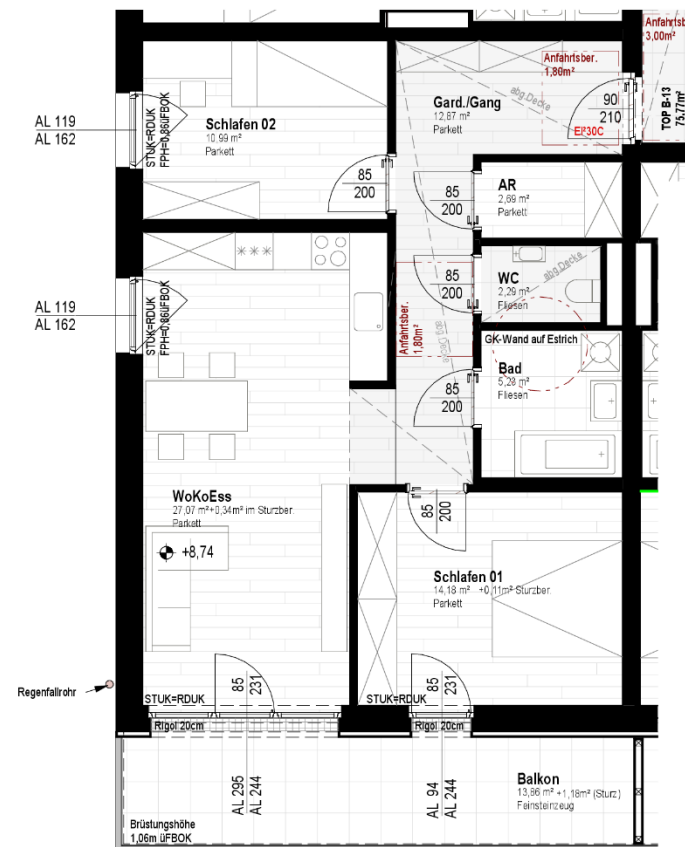 Anfahrtsber.
3,00m²
Anfahrtsber.
1,80m²
TOP B-13
75,77m²
90
210
EI²30C
abg.Decke
Gard./Gang
12,87 m²
Parkett
AL 119
AL 162
STUK=RDUK
FPH=0,86ÜFBOK
Schlafen 02
10,99 m²
Parkett
85
200
85
200
AR
2,69 m²
Parkett
***
85
200
WC
2,29 m²
Fliesen
abg.Decke
AL 119
AL 162
STUK=RDUK
FPH=0,86ÜFBOK
Anfahrtsber.
1,80m²
abg.Decke
GK-Wand auf Estrich
Bad
5,23 m²
Fliesen
85
200
WoKoEss
27,07 m²+0,34m² im Sturzber.
Parkett
+8,74
85
200
Schlafen 01
14,18 m² +0,11m² Sturzber.
Parkett
Regenfallrohr
STUK=RDUK
85
231
STUK=RDUK
85
231
Rigol 20cm
Rigol 20cm
AL 295
AL 244
AL 94
AL 244
Balkon
13,86 m² +1,18m² (Sturz)
Feinsteinzeug
Brüstungshöhe
1,06m üFBOK